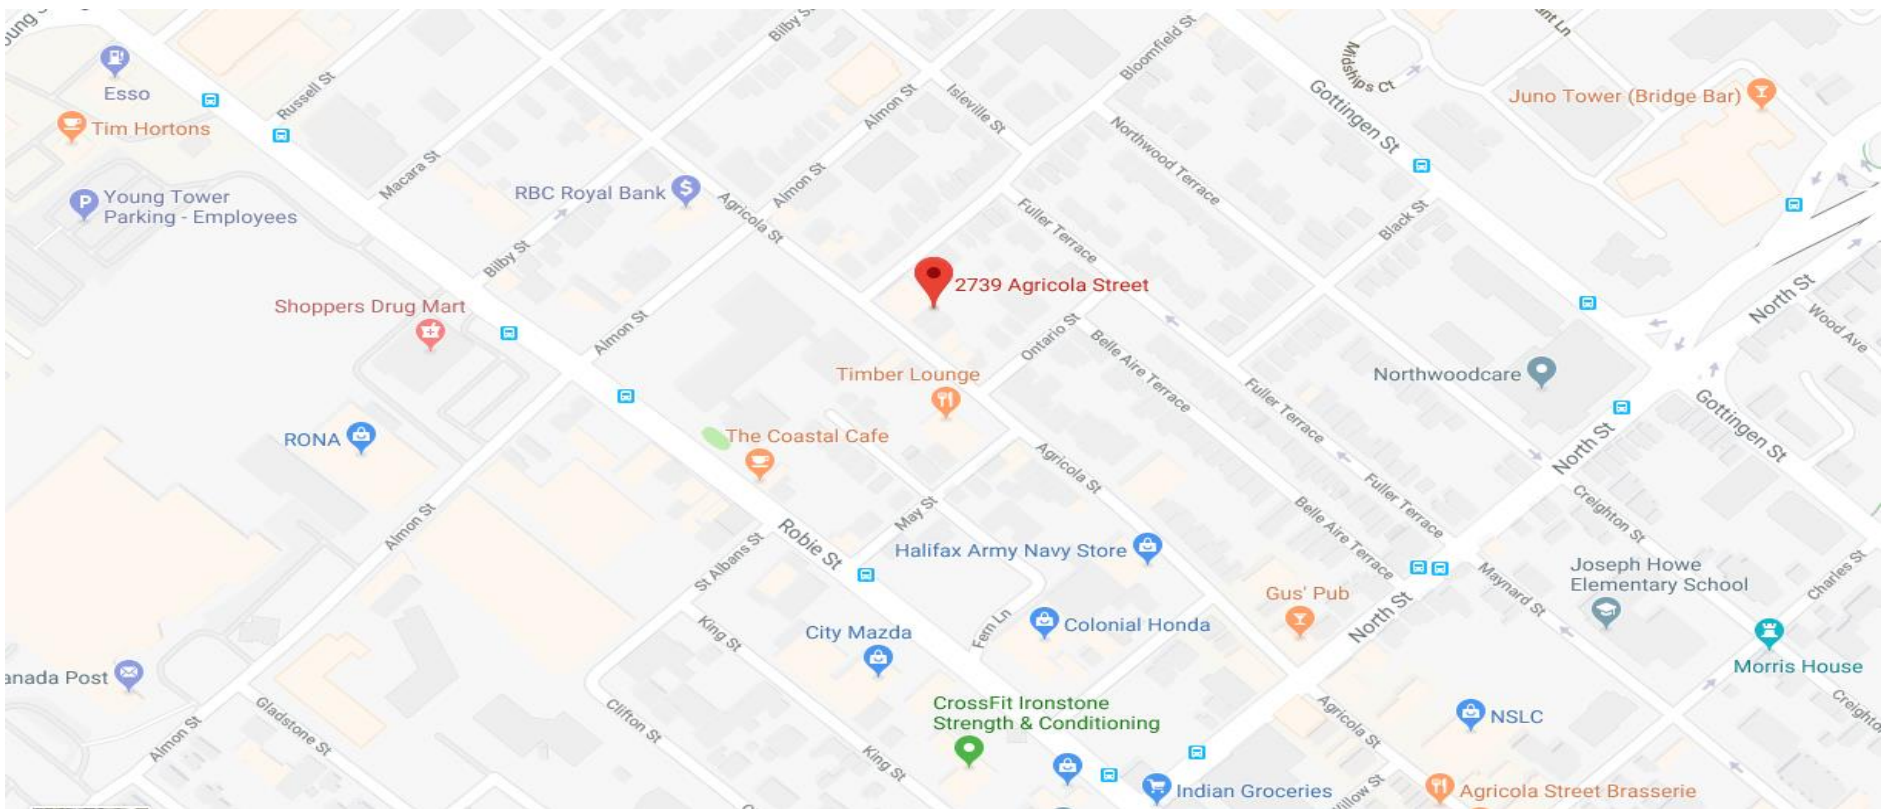 Young S
Bilby St
Bloomfield St
ant Ln
Esso
Russell St
Midships Ct
Juno Tower (Bridge Bar)
Tim Hortons
Almon St
Isleville St
Gottingen St
Northwood Terrace
Macara St
RBC Royal Bank
Almon St
Young Tower
Parking - Employees
Agricola St
Fuller Terrace
Black St
Bilby St
2739 Agricola Street
North St
Shoppers Drug Mart
Almon St
Ontario St
Wood Ave
Belle Aire Terrace
Timber Lounge
Northwoodcare
Fuller Terrace
Gottingen St
RONA
The Coastal Cafe
North St
Agricola St
Fuller Terrace
Almon St
May St
Creighton St
Belle Aire Terrace
Robie St
St Albans St
Halifax Army Navy Store
Joseph Howe
Elementary School
Charles St
Maynard St
Gus' Pub
North St
King St
City Mazda
Fern Ln
Colonial Honda
Morris House
anada Post
Gladstone St
Clifton St
CrossFit Ironstone
Strength & Conditioning
Agricola St
NSLC
Creighto
Almon St
King St
Indian Groceries
Willow St
Agricola Street Brasserie